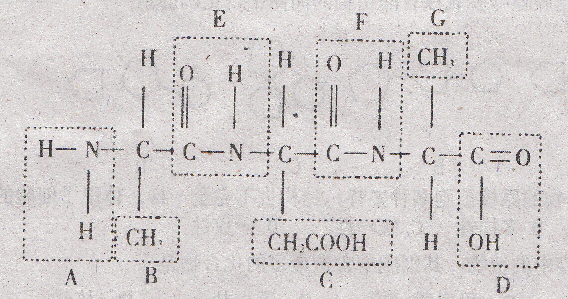 E F G
H O H H O H CH₃
H—N—C—C—N—C—C—N—C—C=O
H CH₃ CH₂COOH H OH
A B C D